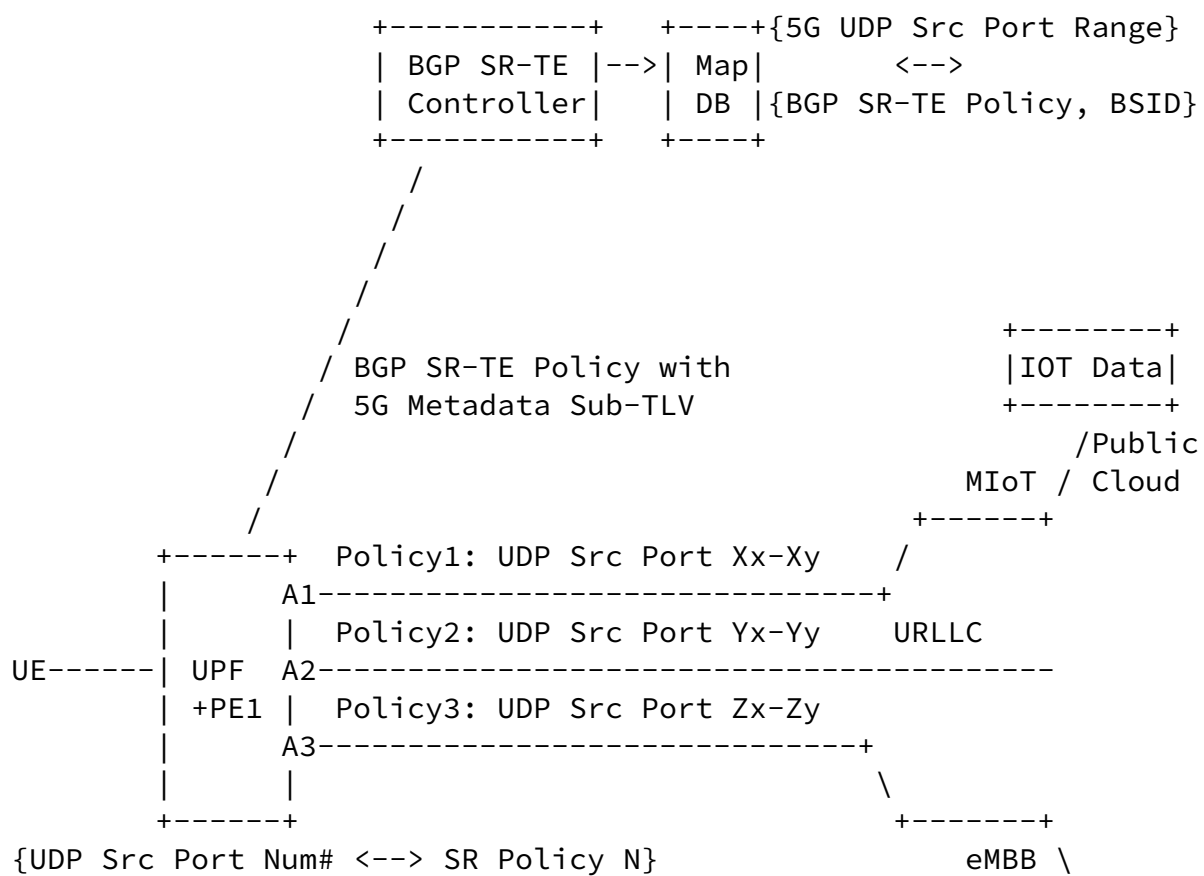 +-----------+   +----+{5G UDP Src Port Range}
| BGP SR-TE |-->| Map|       <-->
| Controller|   | DB |{BGP SR-TE Policy, BSID}
+-----------+   +----+
/
/
/
/
/                                     +--------+
/ BGP SR-TE Policy with               |IOT Data|
/  5G Metadata Sub-TLV                 +--------+
/                                           /Public
/                                      MIoT / Cloud
/                                    +------+
+------+  Policy1: UDP Src Port Xx-Xy    /
|      A1-------------------------------+
|      |  Policy2: UDP Src Port Yx-Yy    URLLC
UE------| UPF  A2-----------------------------------------
| +PE1 |  Policy3: UDP Src Port Zx-Zy
|      A3------------------------------+
|      |                                \
+------+                                 +-------+
{UDP Src Port Num# <--> SR Policy N}                 eMBB \